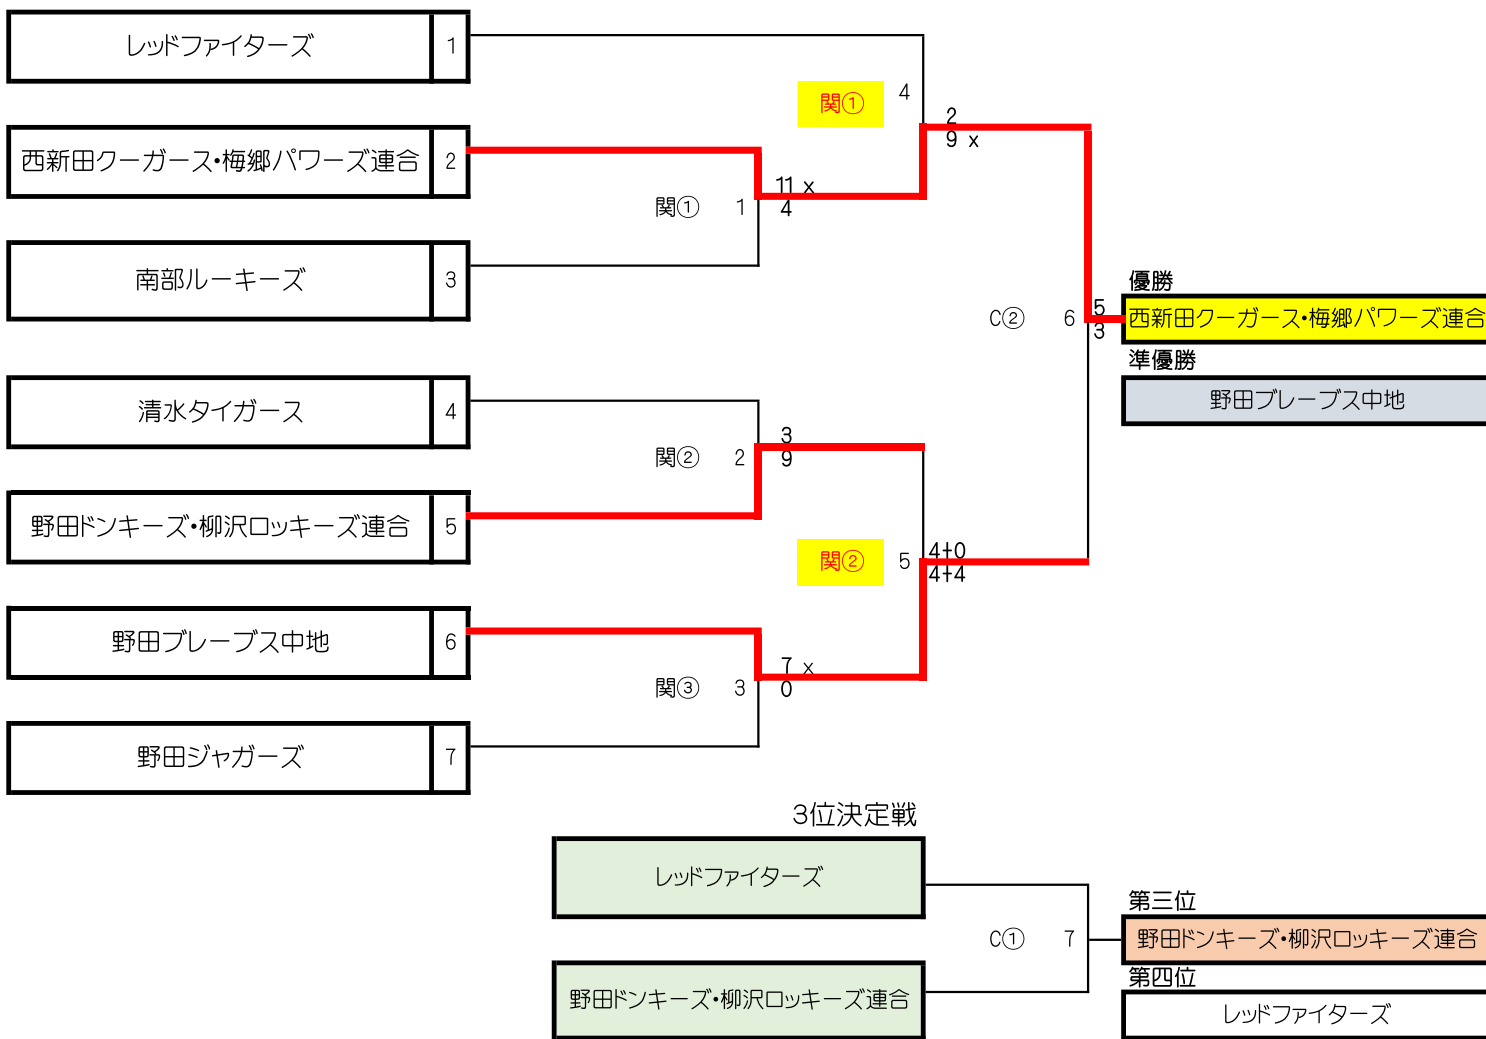 レッドファイターズ 1
関① 4
2
9 x
西新田クーガース・梅郷パワーズ連合 2
11 x
関① 1
4
南部ルーキーズ 3
優勝
C② 6
5
3
西新田クーガース・梅郷パワーズ連合
準優勝
野田ブレーブス中地
清水タイガース 4
関② 2
3
9
野田ドンキーズ・柳沢ロッキーズ連合 5
関② 5
4+0
4+4
野田ブレーブス中地 6
関③ 3
7 x
0
野田ジャガーズ 7
3位決定戦
レッドファイターズ
C① 7
第三位
野田ドンキーズ・柳沢ロッキーズ連合
第四位
野田ドンキーズ・柳沢ロッキーズ連合
レッドファイターズ